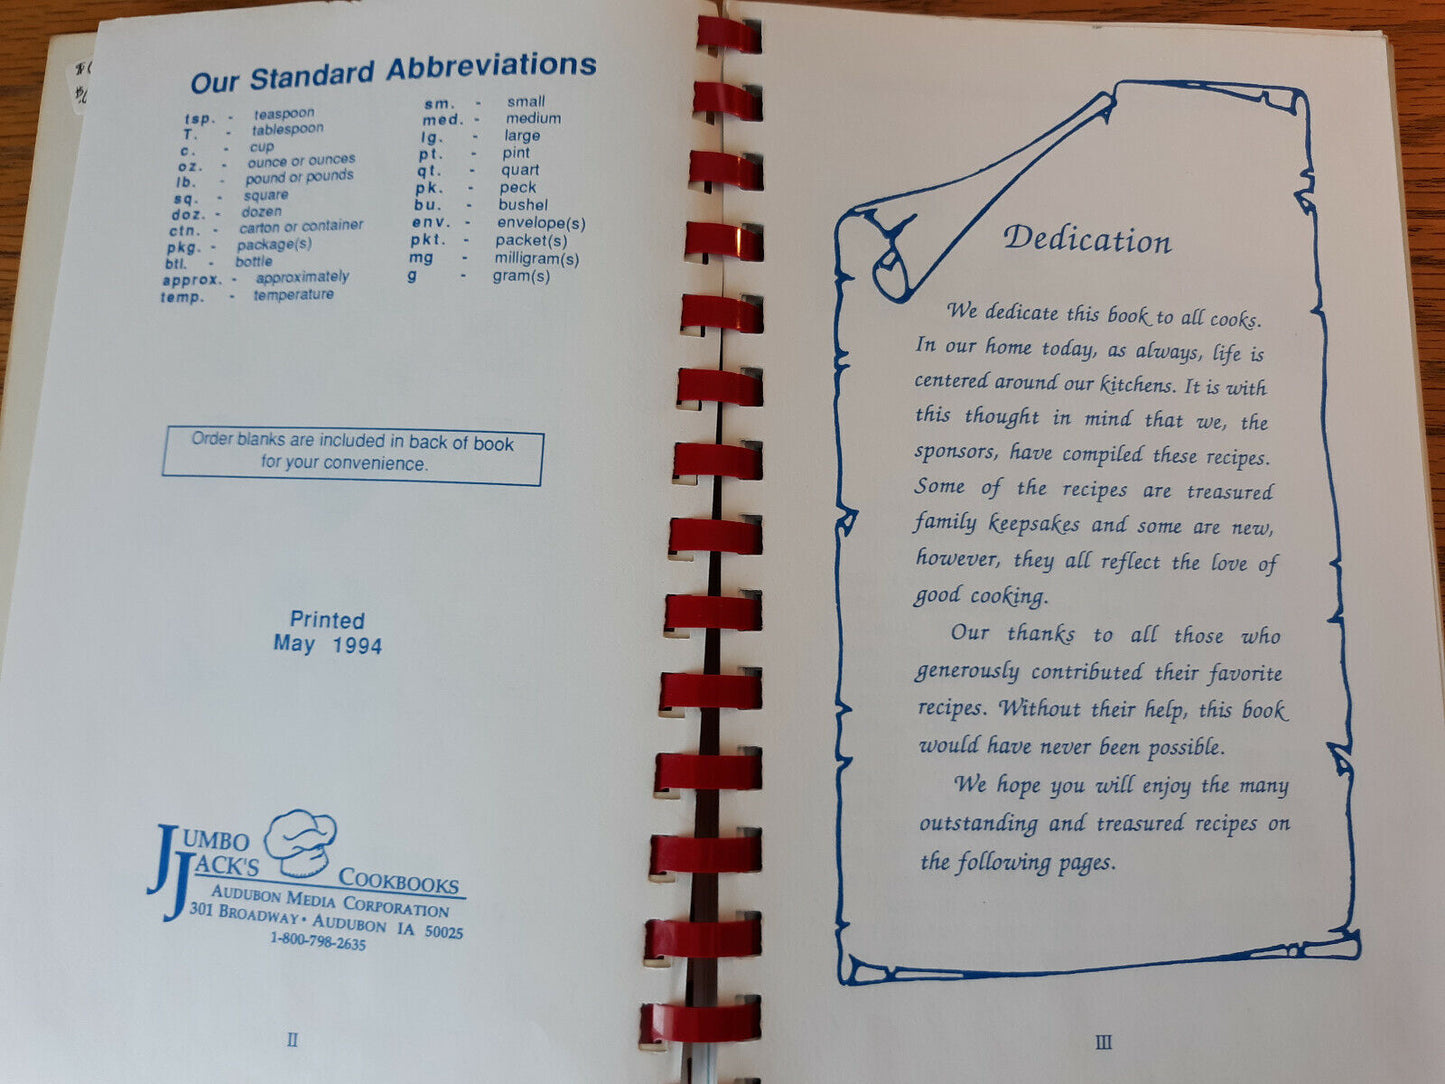 Our Standard Abbreviations
tsp. - teaspoon
T. - tablespoon
c. - cup
oz. - ounce or ounces
lb. - pound or pounds
sq. - square
doz. - dozen
ctn. - carton or container
pkg. - package(s)
btl. - bottle
approx. - approximately
temp. - temperature
sm. - small
med. - medium
lg. - large
pt. - pint
qt. - quart
pk. - peck
bu. - bushel
env. - envelope(s)
pkt. - packet(s)
mg - milligram(s)
g - gram(s)
Order blanks are included in back of book
for your convenience.
Printed
May 1994
JUMBO
JACK'S
COOKBOOKS
AUDUBON MEDIA CORPORATION
301 BROADWAY • AUDUBON IA 50025
1-800-798-2635
II
Dedication
We dedicate this book to all cooks.
In our home today, as always, life is
centered around our kitchens. It is with
this thought in mind that we, the
sponsors, have compiled these recipes.
Some of the recipes are treasured
family keepsakes and some are new,
however, they all reflect the love of
good cooking.
Our thanks to all those who
generously contributed their favorite
recipes. Without their help, this book
would have never been possible.
We hope you will enjoy the many
outstanding and treasured recipes on
the following pages.
III